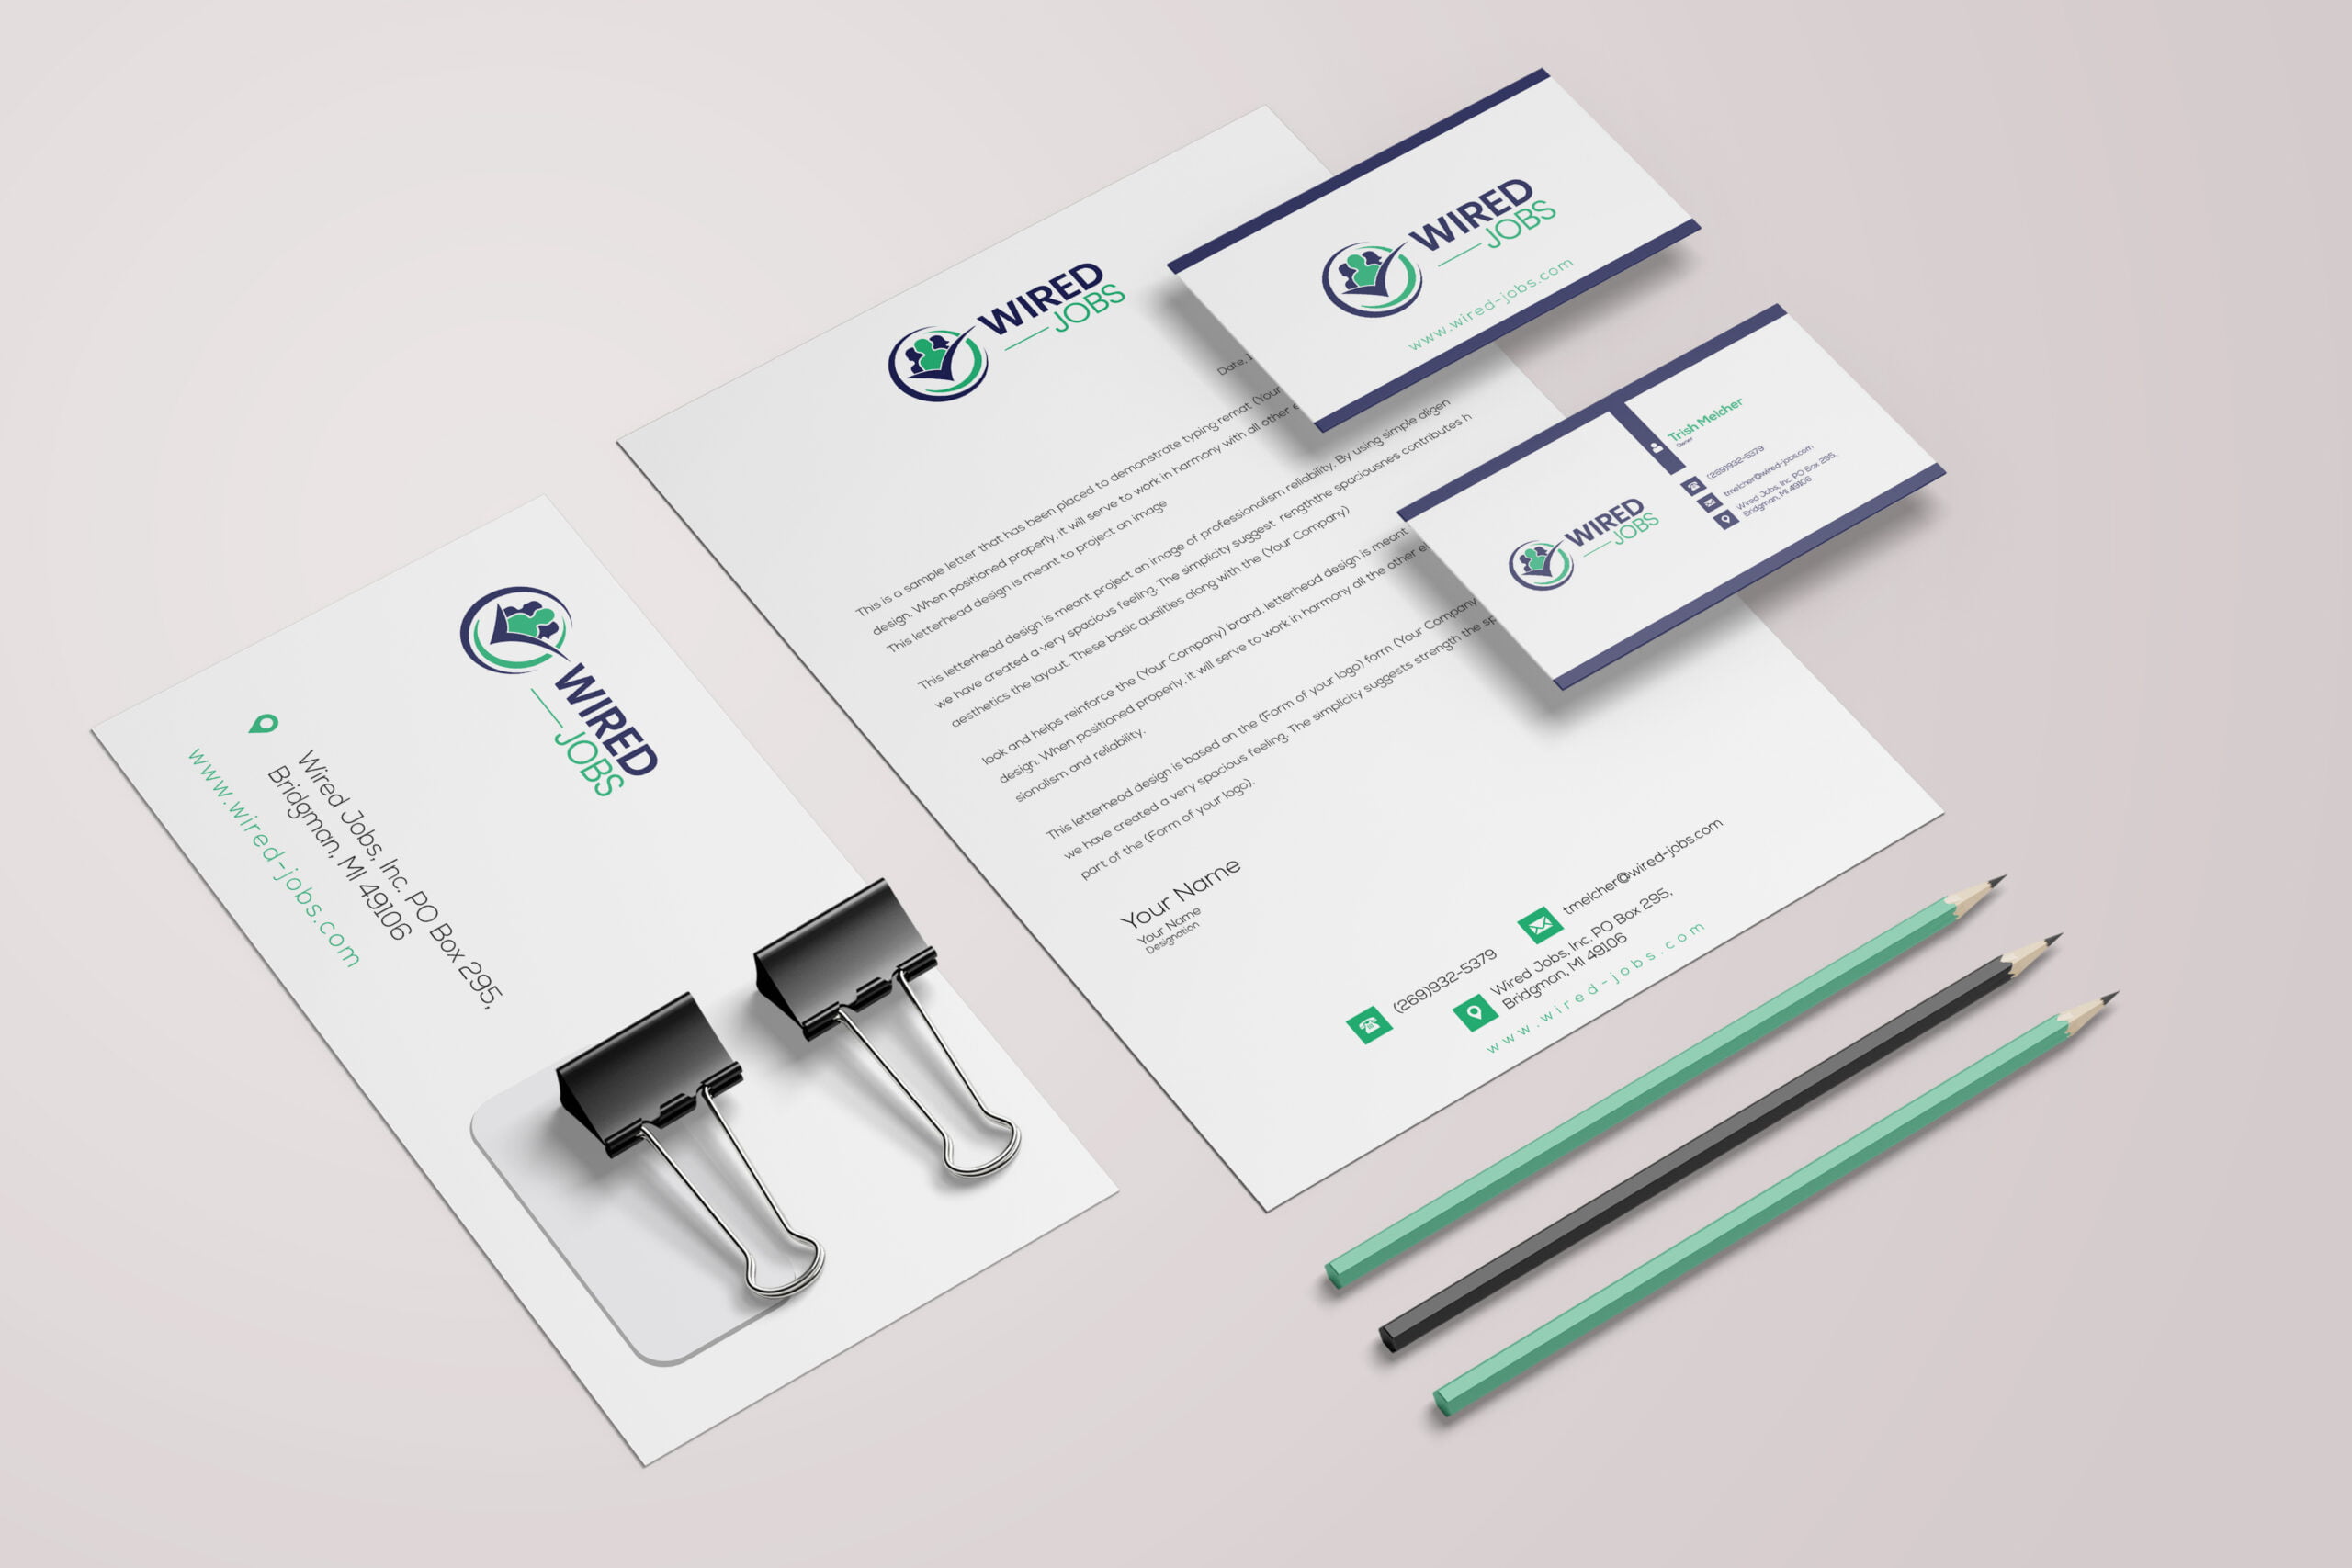 WIRED
JOBS
Wired Jobs, Inc. PO Box 295,
Bridgman, MI 49106
www.wired-jobs.com
WIRED
JOBS
Date,
This is a sample letter that has been placed to demonstrate typing remat (Your
design. When positioned properly, it will serve to work in harmony with all other
This letterhead design is meant to project an image
This letterhead design is meant project an image of professionalism reliability. By using simple aligen
we have created a very spacious feeling. The simplicity suggest rengththe spaciousnes contributes h
aesthetics the layout. These basic qualities along with the (Your Company)
look and helps reinforce the (Your Company) brand. letterhead design is meant
design. When positioned properly, it will serve to work in harmony all the other
sionalism and reliability.
This letterhead design is based on the (Form of your logo) form (Your Company
we have created a very spacious feeling. The simplicity suggests strength the
part of the (Form of your logo).
Your Name
Your Name
Designation
(269)932-5379
tmelcher@wired-jobs.com
Wired Jobs, Inc. PO Box 295,
Bridgman, MI 49106
www.wired-jobs.com
WIRED
JOBS
www.wired-jobs.com
WIRED
JOBS
Trish Melcher
Owner
(269)932-5379
tmelcher@wired-jobs.com
Wired Jobs, Inc. PO Box 295,
Bridgman, MI 49106